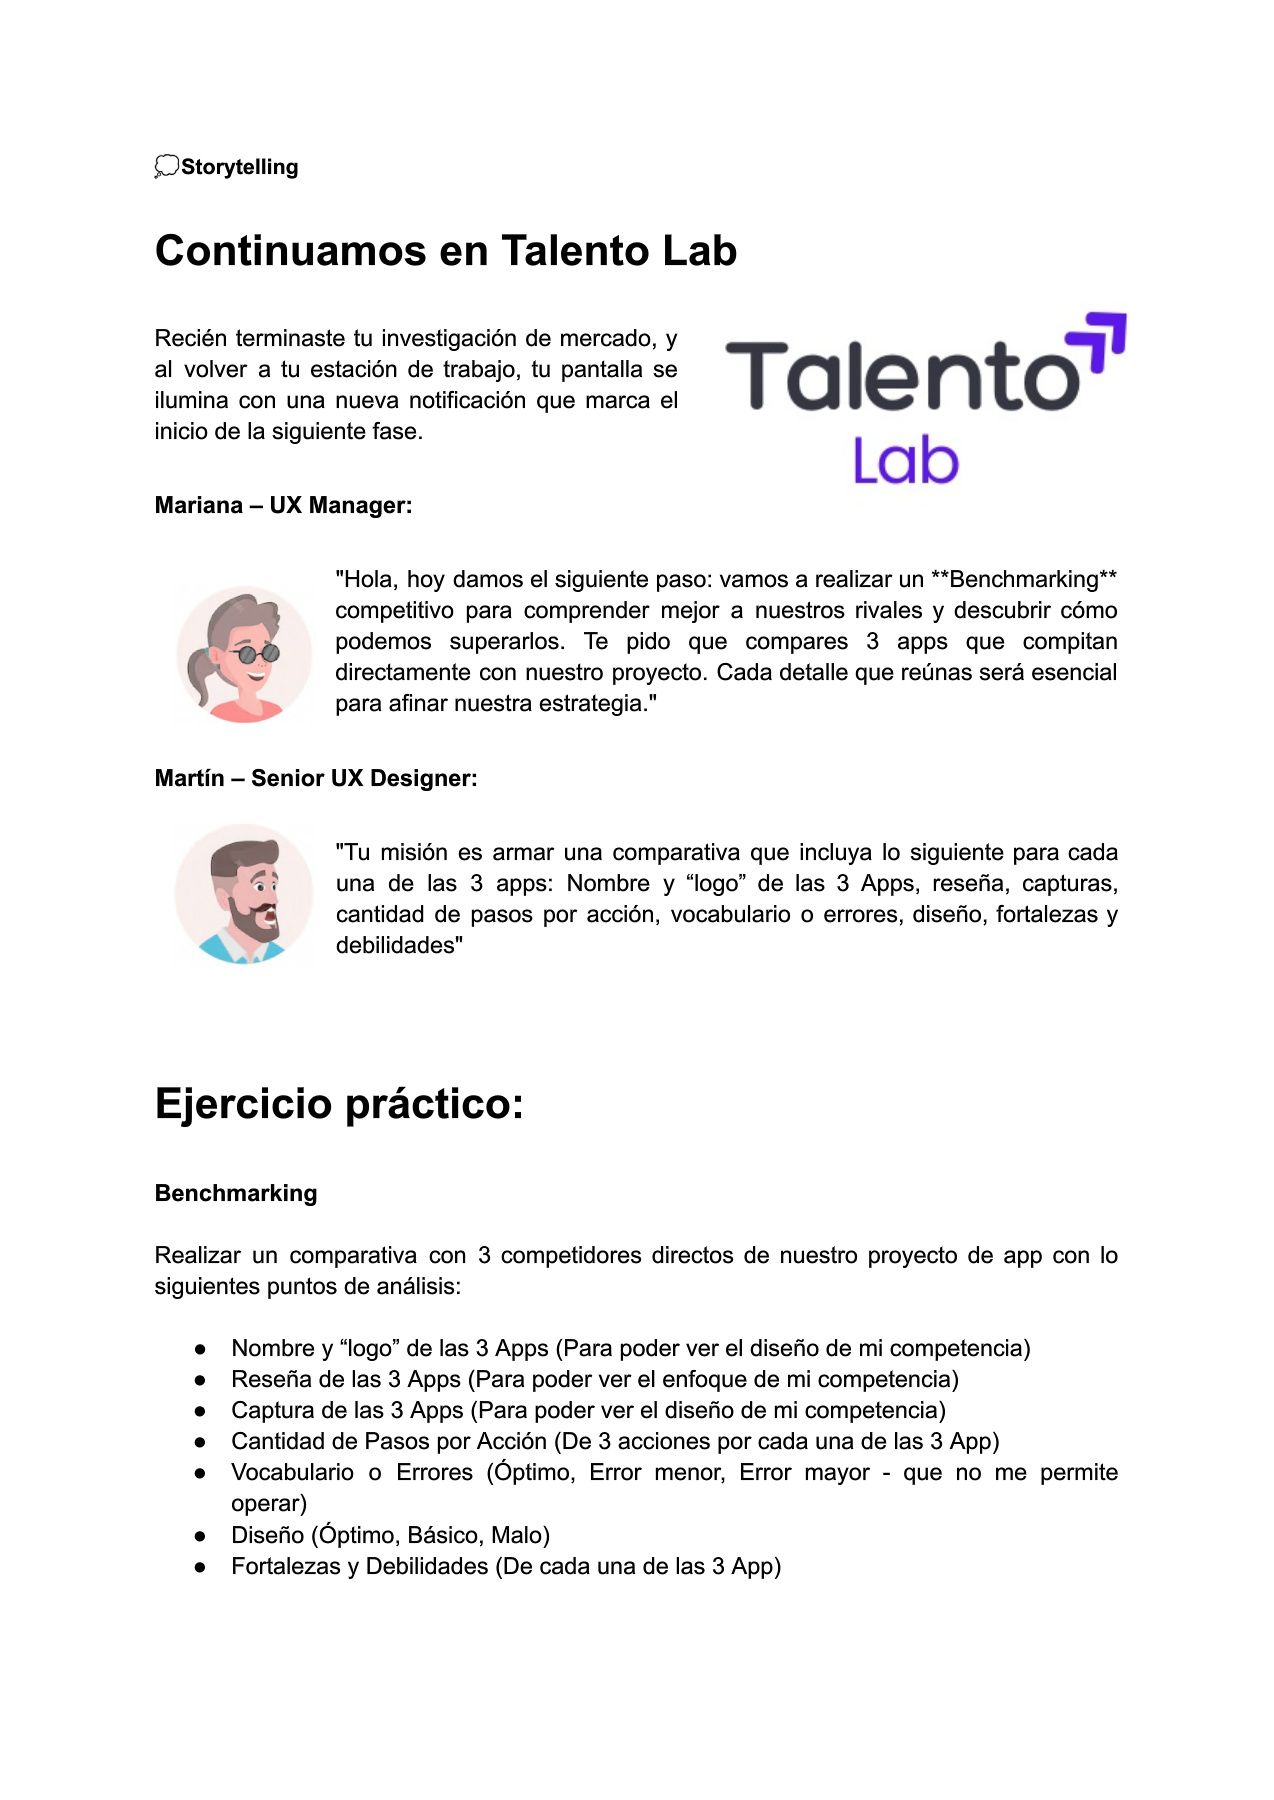 💭Storytelling
Continuamos en Talento Lab
Recién terminaste tu investigación de mercado, y
al volver a tu estación de trabajo, tu pantalla se
ilumina con una nueva notificación que marca el
inicio de la siguiente fase.
Talento
Lab
Mariana – UX Manager:
"Hola, hoy damos el siguiente paso: vamos a realizar un **Benchmarking**
competitivo para comprender mejor a nuestros rivales y descubrir cómo
podemos superarlos. Te pido que compares 3 apps que compitan
directamente con nuestro proyecto. Cada detalle que reúnas será esencial
para afinar nuestra estrategia."
Martín – Senior UX Designer:
"Tu misión es armar una comparativa que incluya lo siguiente para cada
una de las 3 apps: Nombre y “logo” de las 3 Apps, reseña, capturas,
cantidad de pasos por acción, vocabulario o errores, diseño, fortalezas y
debilidades"
Ejercicio práctico:
Benchmarking
Realizar un comparativa con 3 competidores directos de nuestro proyecto de app con lo
siguientes puntos de análisis:
● Nombre y “logo” de las 3 Apps (Para poder ver el diseño de mi competencia)
● Reseña de las 3 Apps (Para poder ver el enfoque de mi competencia)
● Captura de las 3 Apps (Para poder ver el diseño de mi competencia)
● Cantidad de Pasos por Acción (De 3 acciones por cada una de las 3 App)
● Vocabulario o Errores (Óptimo, Error menor, Error mayor - que no me permite
operar)
● Diseño (Óptimo, Básico, Malo)
● Fortalezas y Debilidades (De cada una de las 3 App)